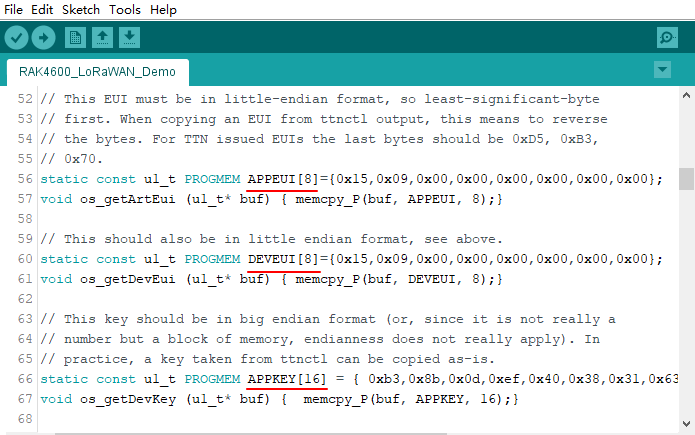 File Edit Sketch Tools Help
RAK4600_LoRaWAN_Demo
52 // This EUI must be in little-endian format, so least-significant-byte
53 // first. When copying an EUI from ttnctl output, this means to reverse
54 // the bytes. For TTN issued EUIs the last bytes should be 0xD5, 0xB3,
55 // 0x70.
56 static const ul_t PROGMEM APPEUI[8]={0x15,0x09,0x00,0x00,0x00,0x00,0x00,0x00};
57 void os_getArtEui (ul_t* buf) { memcpy_P(buf, APPEUI, 8);}
58
59 // This should also be in little endian format, see above.
60 static const ul_t PROGMEM DEVEUI[8]={0x15,0x09,0x00,0x00,0x00,0x00,0x00,0x00};
61 void os_getDevEui (ul_t* buf) { memcpy_P(buf, DEVEUI, 8);}
62
63 // This key should be in big endian format (or, since it is not really a
64 // number but a block of memory, endianness does not really apply). In
65 // practice, a key taken from ttnctl can be copied as-is.
66 static const ul_t PROGMEM APPKEY[16] = { 0xb3,0x8b,0x0d,0xef,0x40,0x38,0x31,0x63
67 void os_getDevKey (ul_t* buf) {  memcpy_P(buf, APPKEY, 16);}
68